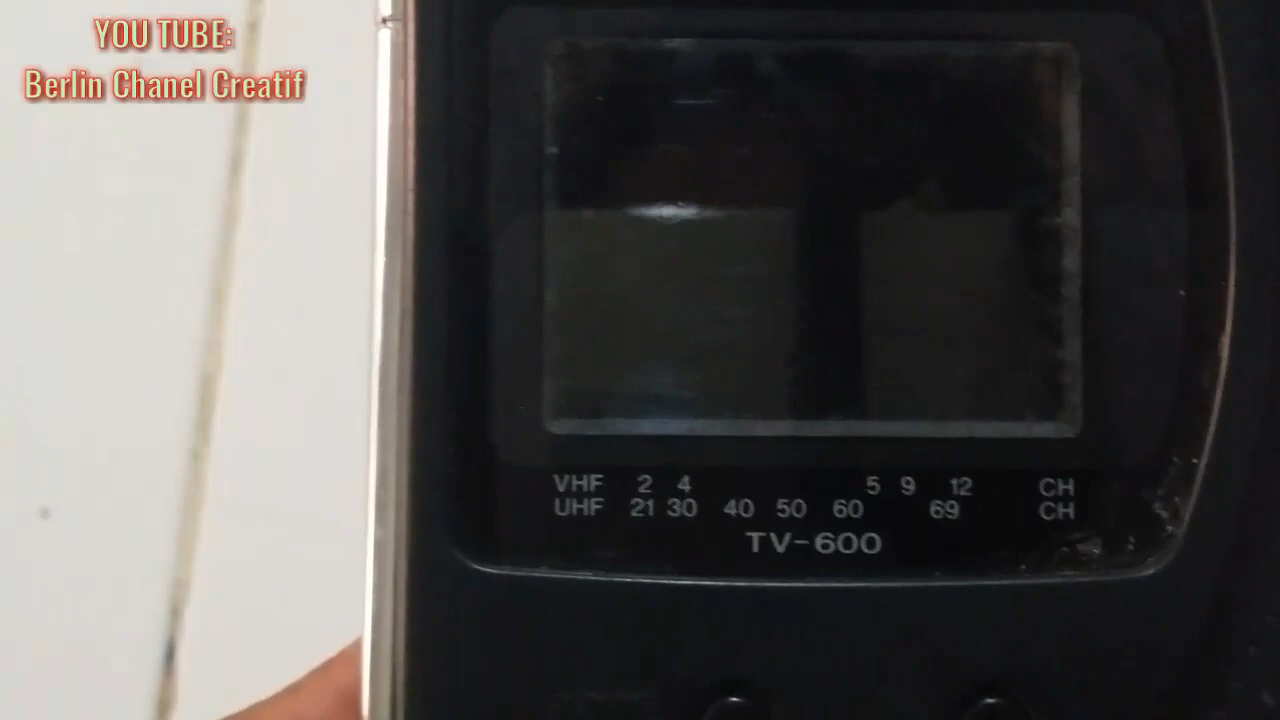 YOU TUBE:
Berlin Chanel Creatif
VHF 2 4 5 9 12 CH
UHF 21 30 40 50 60 69 CH
TV-600